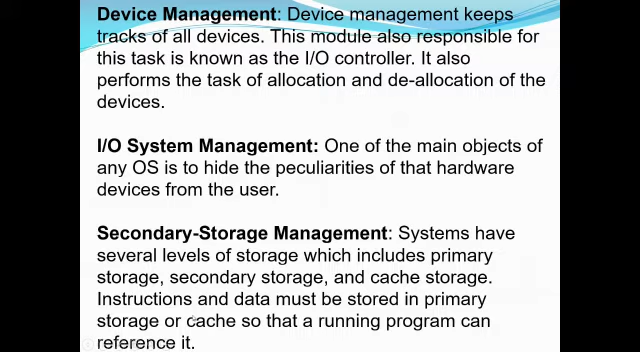 Device Management: Device management keeps
tracks of all devices. This module also responsible for
this task is known as the I/O controller. It also
performs the task of allocation and de-allocation of the
devices.
I/O System Management: One of the main objects of
any OS is to hide the peculiarities of that hardware
devices from the user.
Secondary-Storage Management: Systems have
several levels of storage which includes primary
storage, secondary storage, and cache storage.
Instructions and data must be stored in primary
storage or cache so that a running program can
reference it.